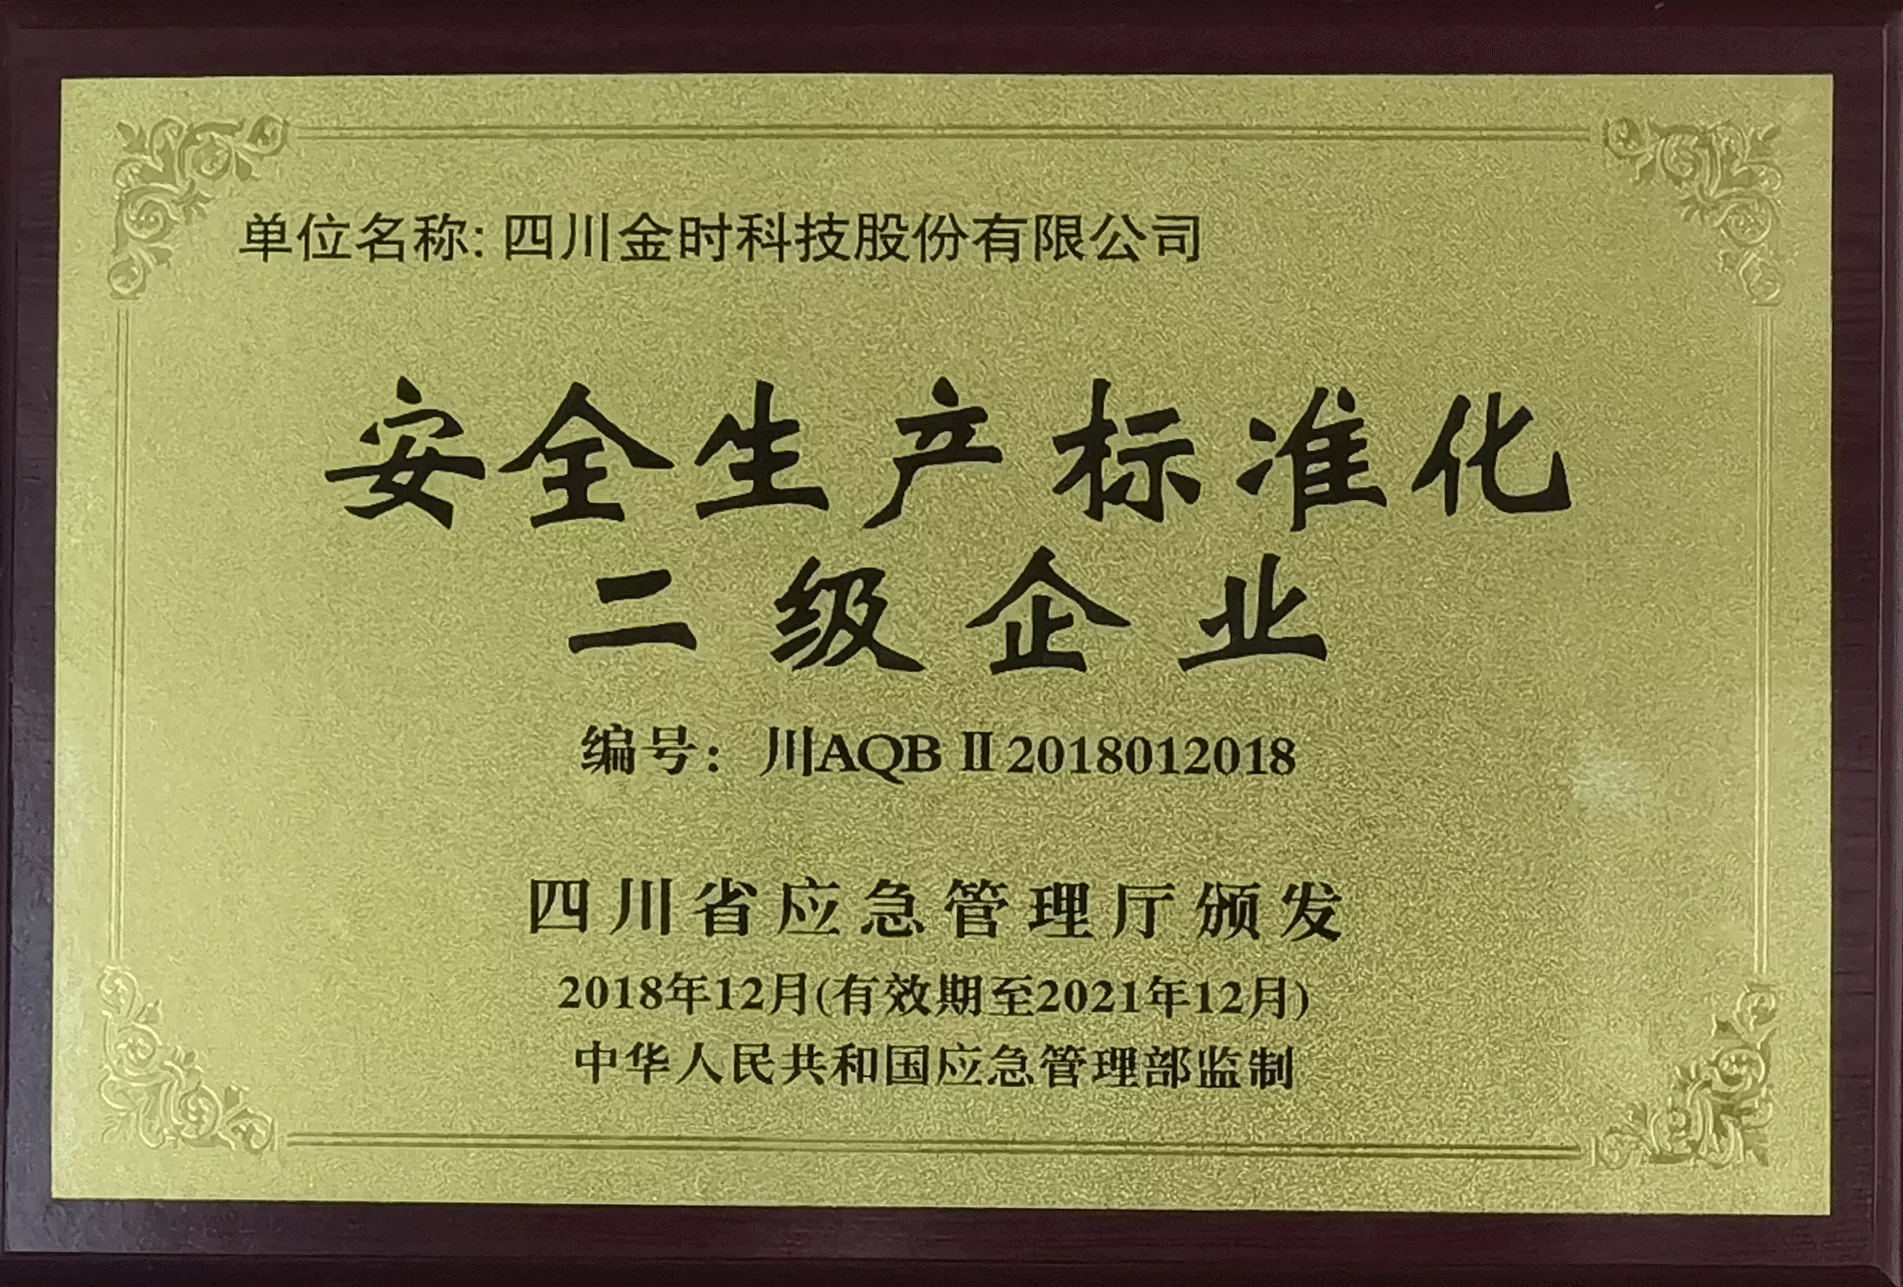 单位名称: 四川金时科技股份有限公司
安全生产标准化
二级企业
编号：川AQBⅡ2018012018
四川省应急管理厅颁发
2018年12月(有效期至2021年12月)
中华人民共和国应急管理部监制